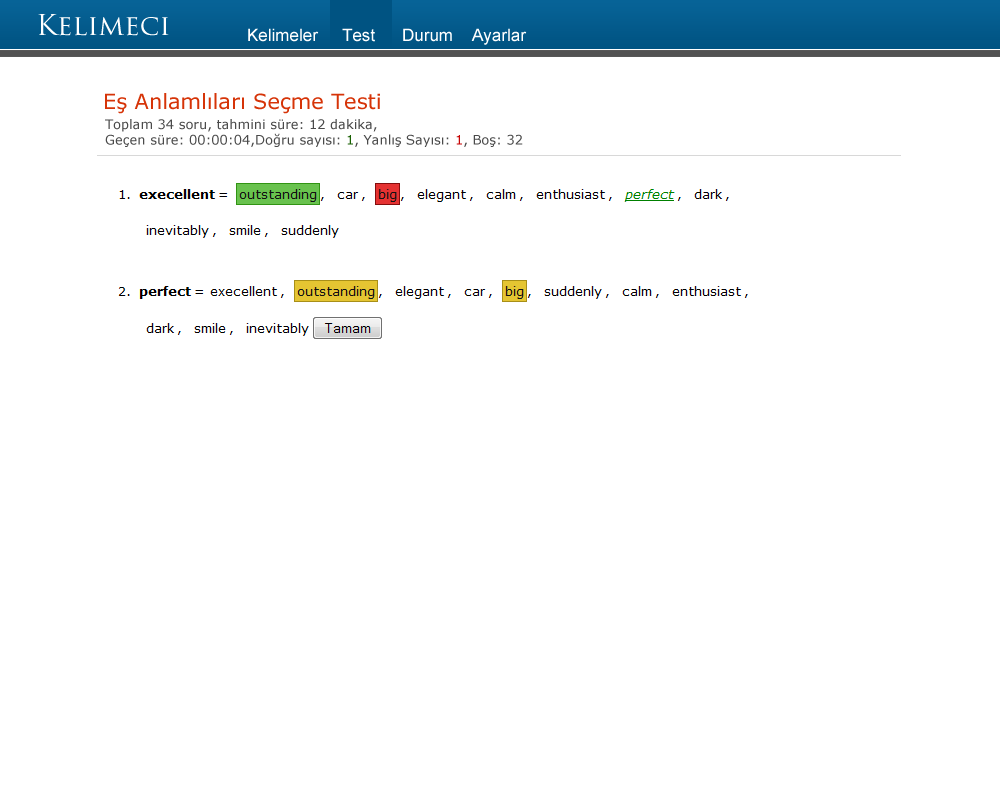 KELIMECI
Kelimeler Test Durum Ayarlar
Eş Anlamlıları Seçme Testi
Toplam 34 soru, tahmini süre: 12 dakika,
Geçen süre: 00:00:04,Doğru sayısı: 1, Yanlış Sayısı: 1, Boş: 32
1. execellent = outstanding, car, big, elegant, calm, enthusiast, perfect, dark,
inevitably, smile, suddenly
2. perfect = execellent, outstanding, elegant, car, big, suddenly, calm, enthusiast,
dark, smile, inevitably Tamam